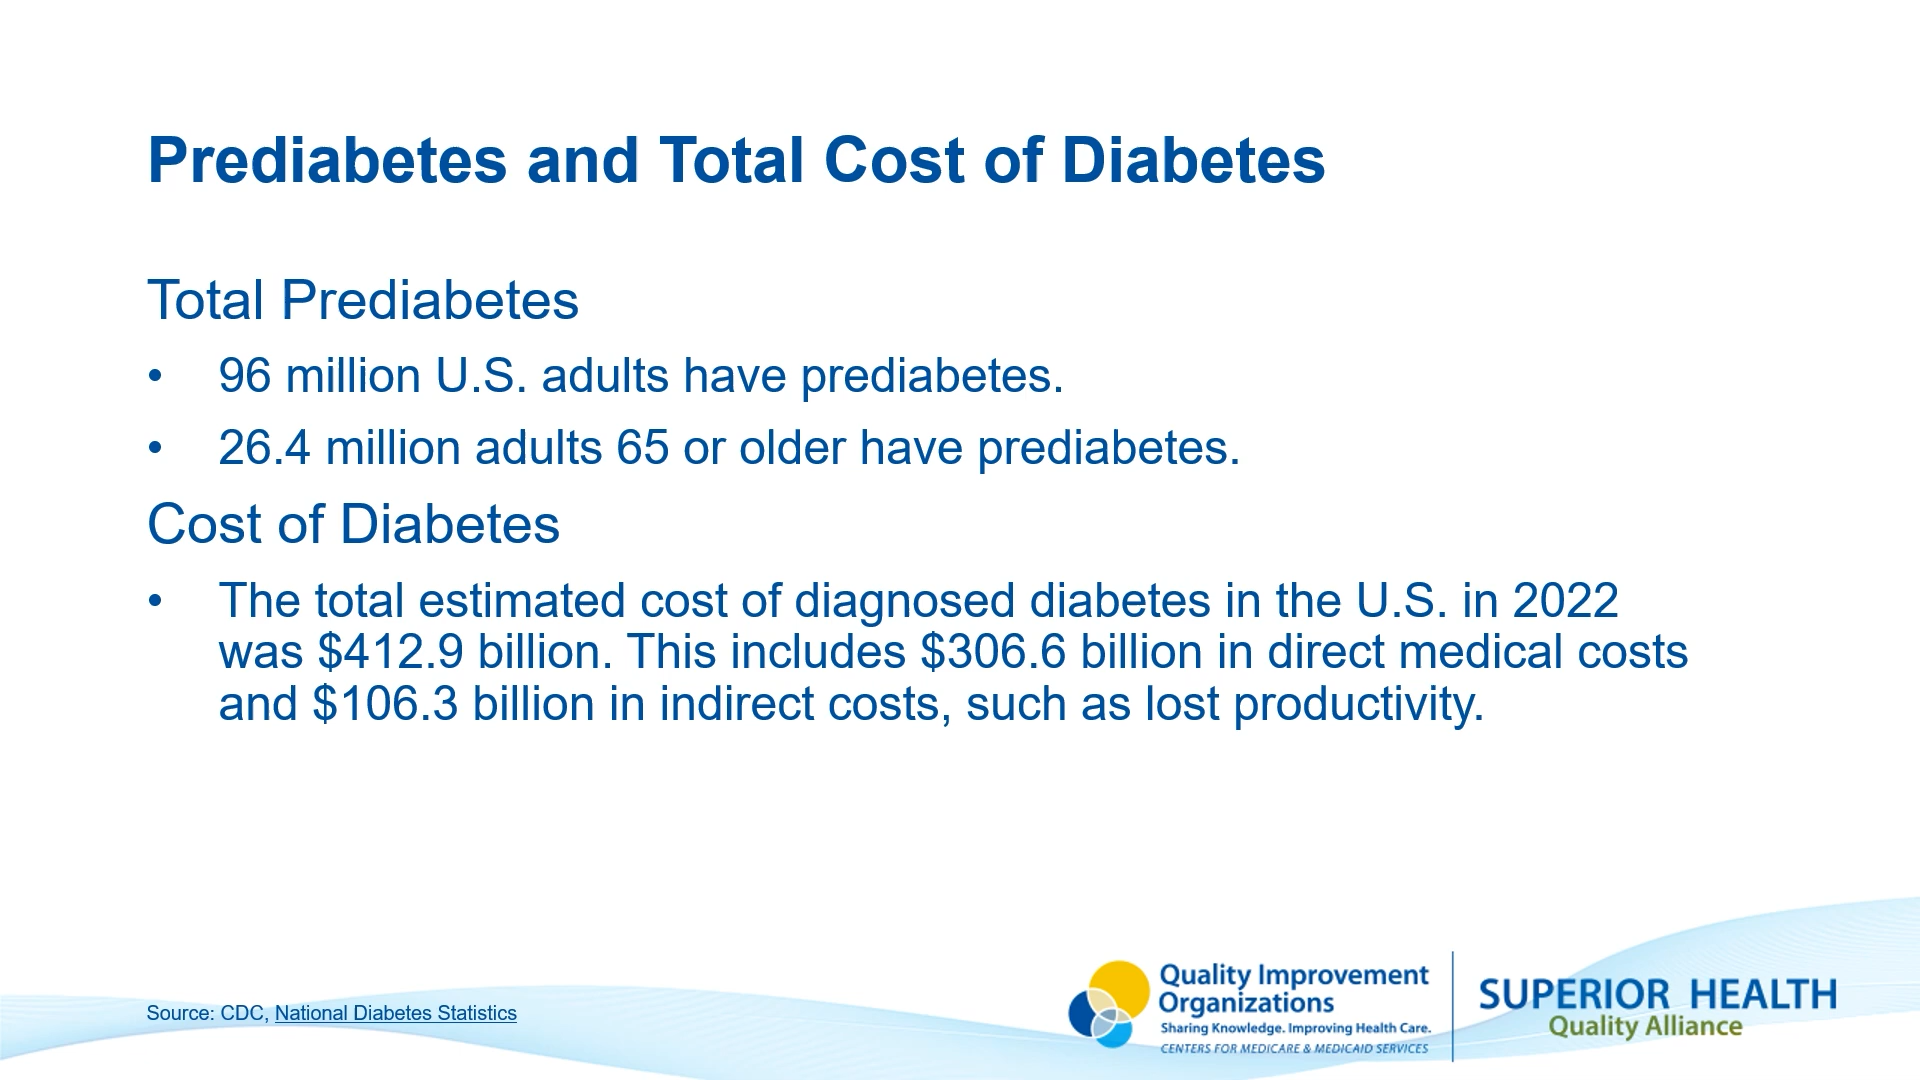 Prediabetes and Total Cost of Diabetes
Total Prediabetes
• 96 million U.S. adults have prediabetes.
• 26.4 million adults 65 or older have prediabetes.
Cost of Diabetes
• The total estimated cost of diagnosed diabetes in the U.S. in 2022
was $412.9 billion. This includes $306.6 billion in direct medical costs
and $106.3 billion in indirect costs, such as lost productivity.
Source: CDC, National Diabetes Statistics
Quality Improvement
Organizations
Sharing Knowledge. Improving Health Care.
CENTERS FOR MEDICARE & MEDICAID SERVICES
SUPERIOR HEALTH
Quality Alliance